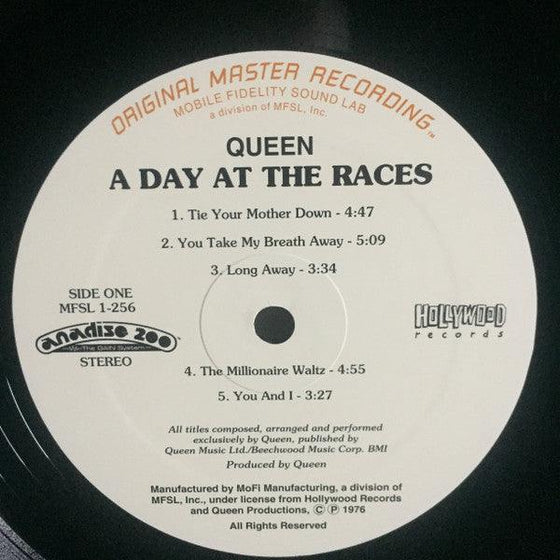 ORIGINAL MASTER RECORDING™
MOBILE FIDELITY SOUND LAB
a division of MFSL, Inc.
QUEEN
A DAY AT THE RACES
1. Tie Your Mother Down - 4:47
2. You Take My Breath Away - 5:09
3. Long Away - 3:34
SIDE ONE
MFSL 1-256
anadisq 200™
Via The GAIN System™
STEREO
HOLLYWOOD
records
4. The Millionaire Waltz - 4:55
5. You And I - 3:27
All titles composed, arranged and performed
exclusively by Queen, published by
Queen Music Ltd./Beechwood Music Corp. BMI
Produced by Queen
Manufactured by MoFi Manufacturing, a division of
MFSL, Inc., under license from Hollywood Records
and Queen Productions, Ⓒ Ⓟ 1976
All Rights Reserved